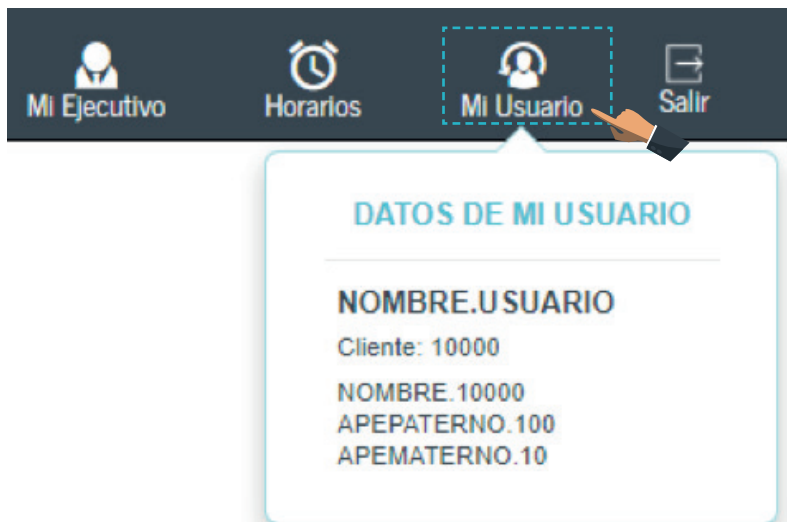 Mi Ejecutivo
Horarios
Mi Usuario
Salir
DATOS DE MI USUARIO
NOMBRE.USUARIO
Cliente: 10000
NOMBRE.10000
APEPATERNO.100
APEMATERNO.10